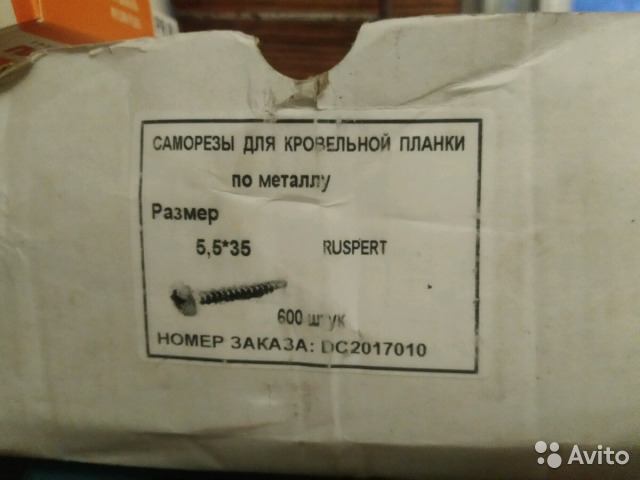 САМОРЕЗЫ ДЛЯ КРОВЕЛЬНОЙ ПЛАНКИ
по металлу
Размер
5,5*35 RUSPERT
600 штук
НОМЕР ЗАКАЗА: DC2017010
Avito